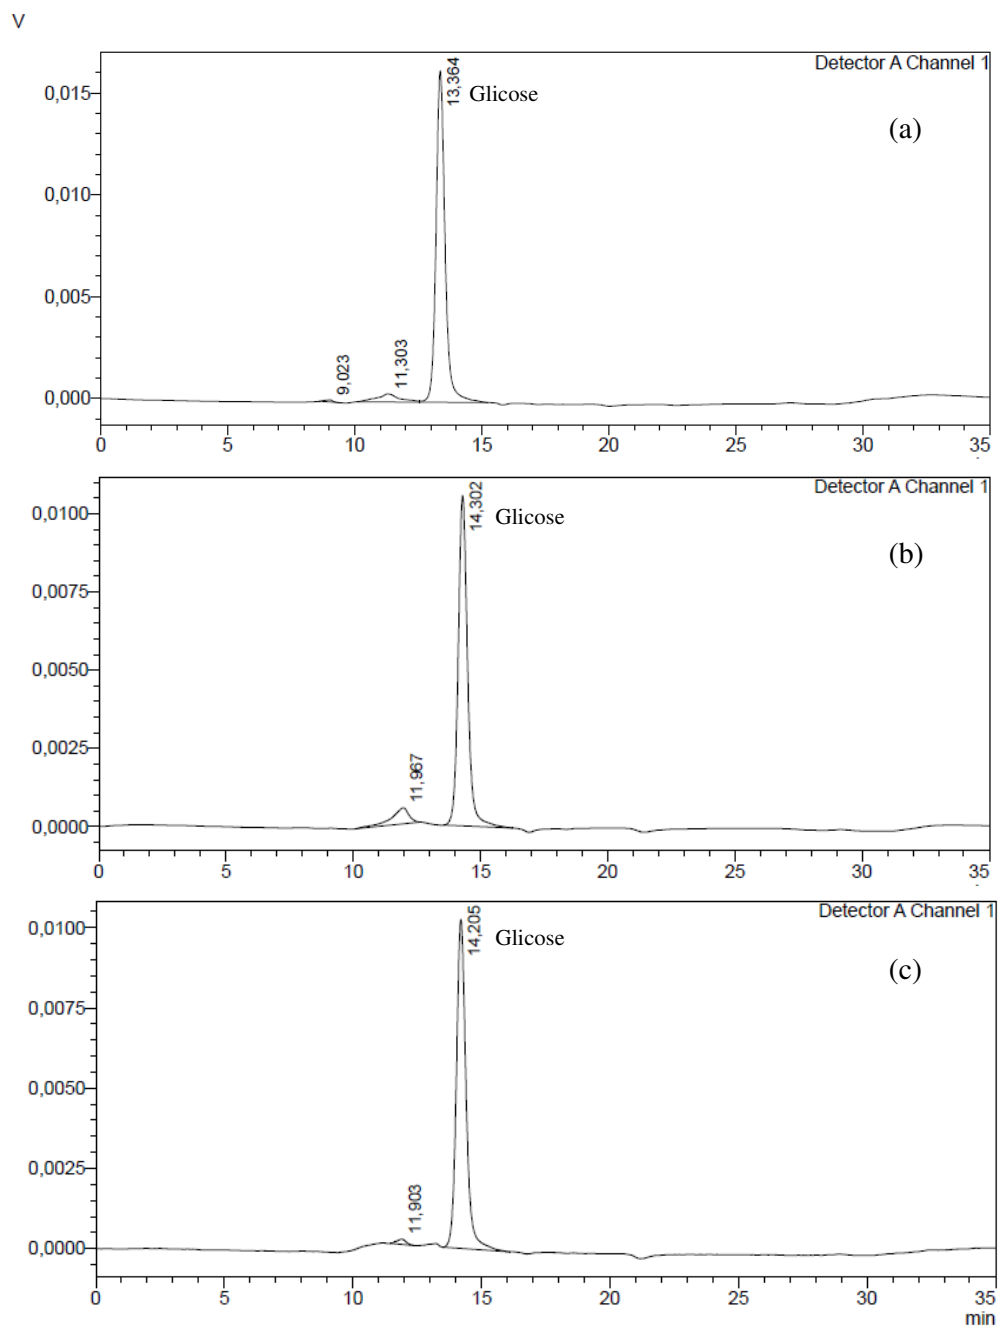 V
Detector A Channel 1
13,364
Glicose
(a)
0,015
0,010
0,005
11,303
9,023
0,000
0 5 10 15 20 25 30 35
Detector A Channel 1
14,302
Glicose
0,0100
(b)
0,0075
0,0050
0,0025
11,967
0,0000
0 5 10 15 20 25 30 35
Detector A Channel 1
14,205
Glicose
0,0100
(c)
0,0075
0,0050
0,0025
11,903
0,0000
0 5 10 15 20 25 30 35
min